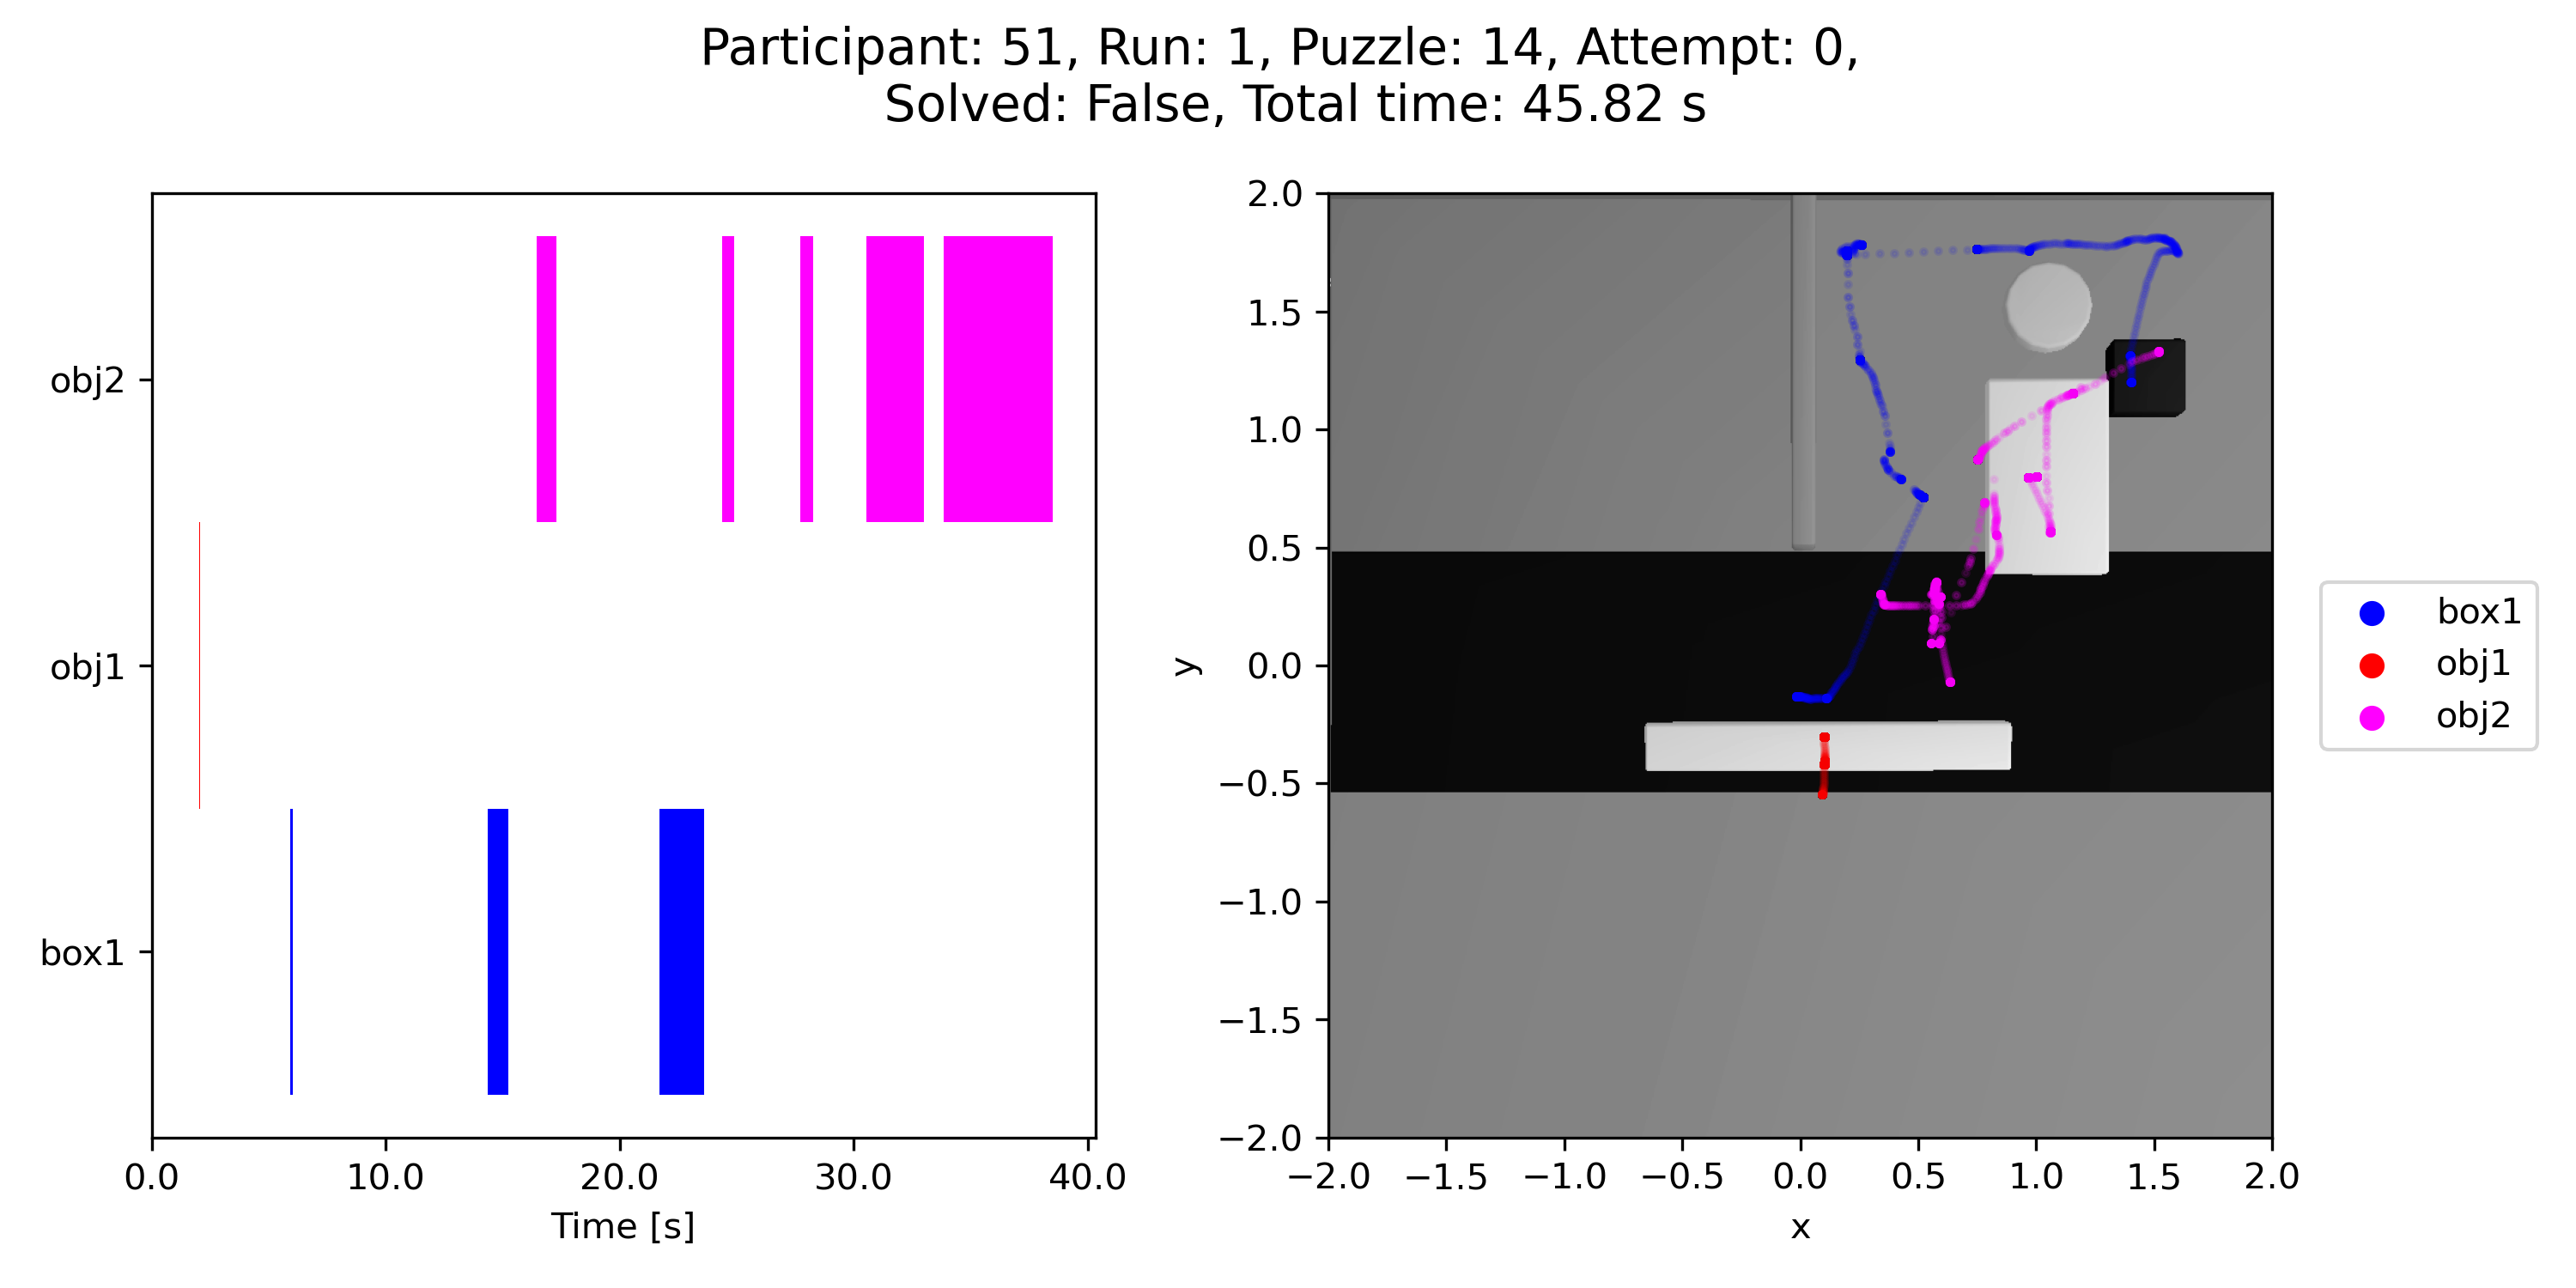 Participant: 51, Run: 1, Puzzle: 14, Attempt: 0,
Solved: False, Total time: 45.82 s
obj2
obj1
box1
0.0 10.0 20.0 30.0 40.0
Time [s]
2.0
1.5
1.0
0.5
0.0
−0.5
−1.0
−1.5
−2.0
y
−2.0 −1.5 −1.0 −0.5 0.0 0.5 1.0 1.5 2.0
x
box1
obj1
obj2